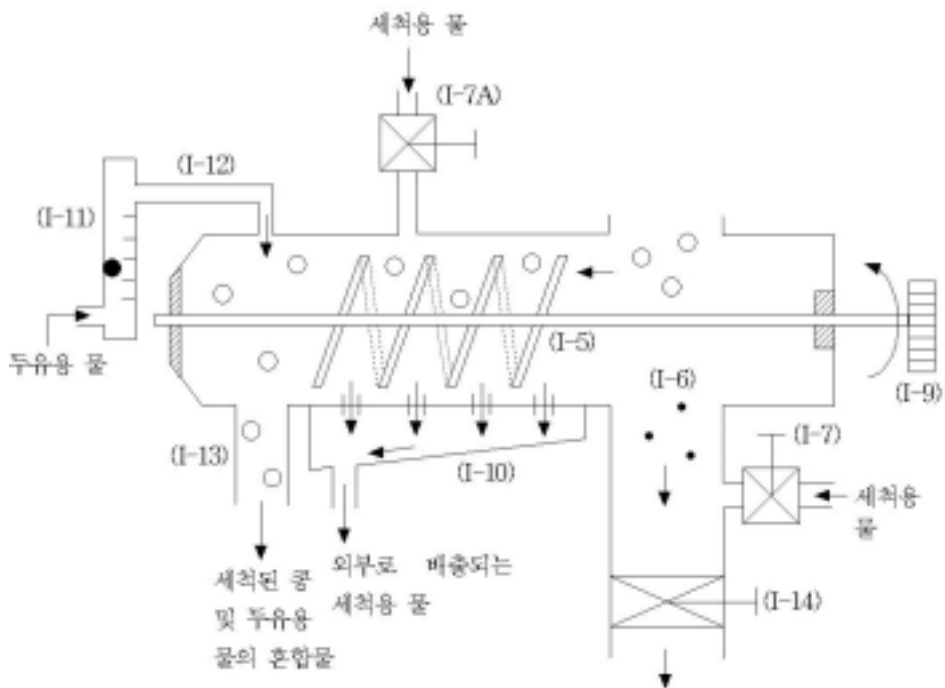 세척용 물
(I-7A)
(I-12)
(I-11)
두유용 물
(I-5)
(I-6)
(I-9)
(I-7)
(I-13)
(I-10)
세척용
물
세척된 콩
및 두유용
물의 혼합물
외부로 배출되는
세척용 물
(I-14)